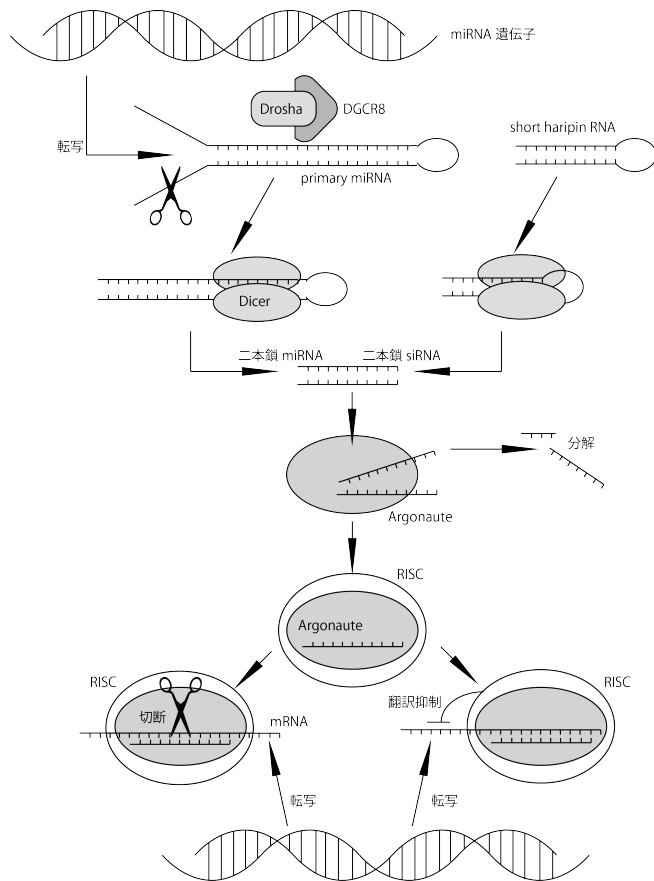 miRNA 遺伝子
Drosha
DGCR8
転写
short haripin RNA
primary miRNA
Dicer
二本鎖 miRNA
二本鎖 siRNA
分解
Argonaute
RISC
Argonaute
RISC
切断
mRNA
翻訳抑制
RISC
転写
転写